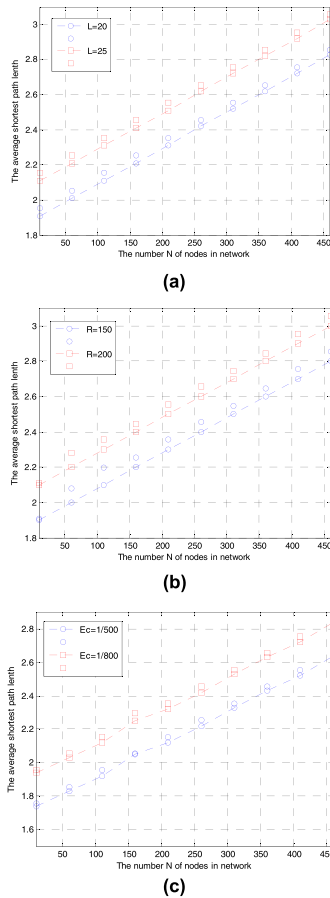 3
2.8
2.6
2.4
2.2
2
1.8
The average shortest path lenth
L=20
L=25
50 100 150 200 250 300 350 400 450
The number N of nodes in network
(a)
3
2.8
2.6
2.4
2.2
2
1.8
The average shortest path lenth
R=150
R=200
50 100 150 200 250 300 350 400 450
The number N of nodes in network
(b)
2.8
2.6
2.4
2.2
2
1.8
1.6
The average shortest path lenth
Ec=1/500
Ec=1/800
50 100 150 200 250 300 350 400 45
The number N of nodes in network
(c)